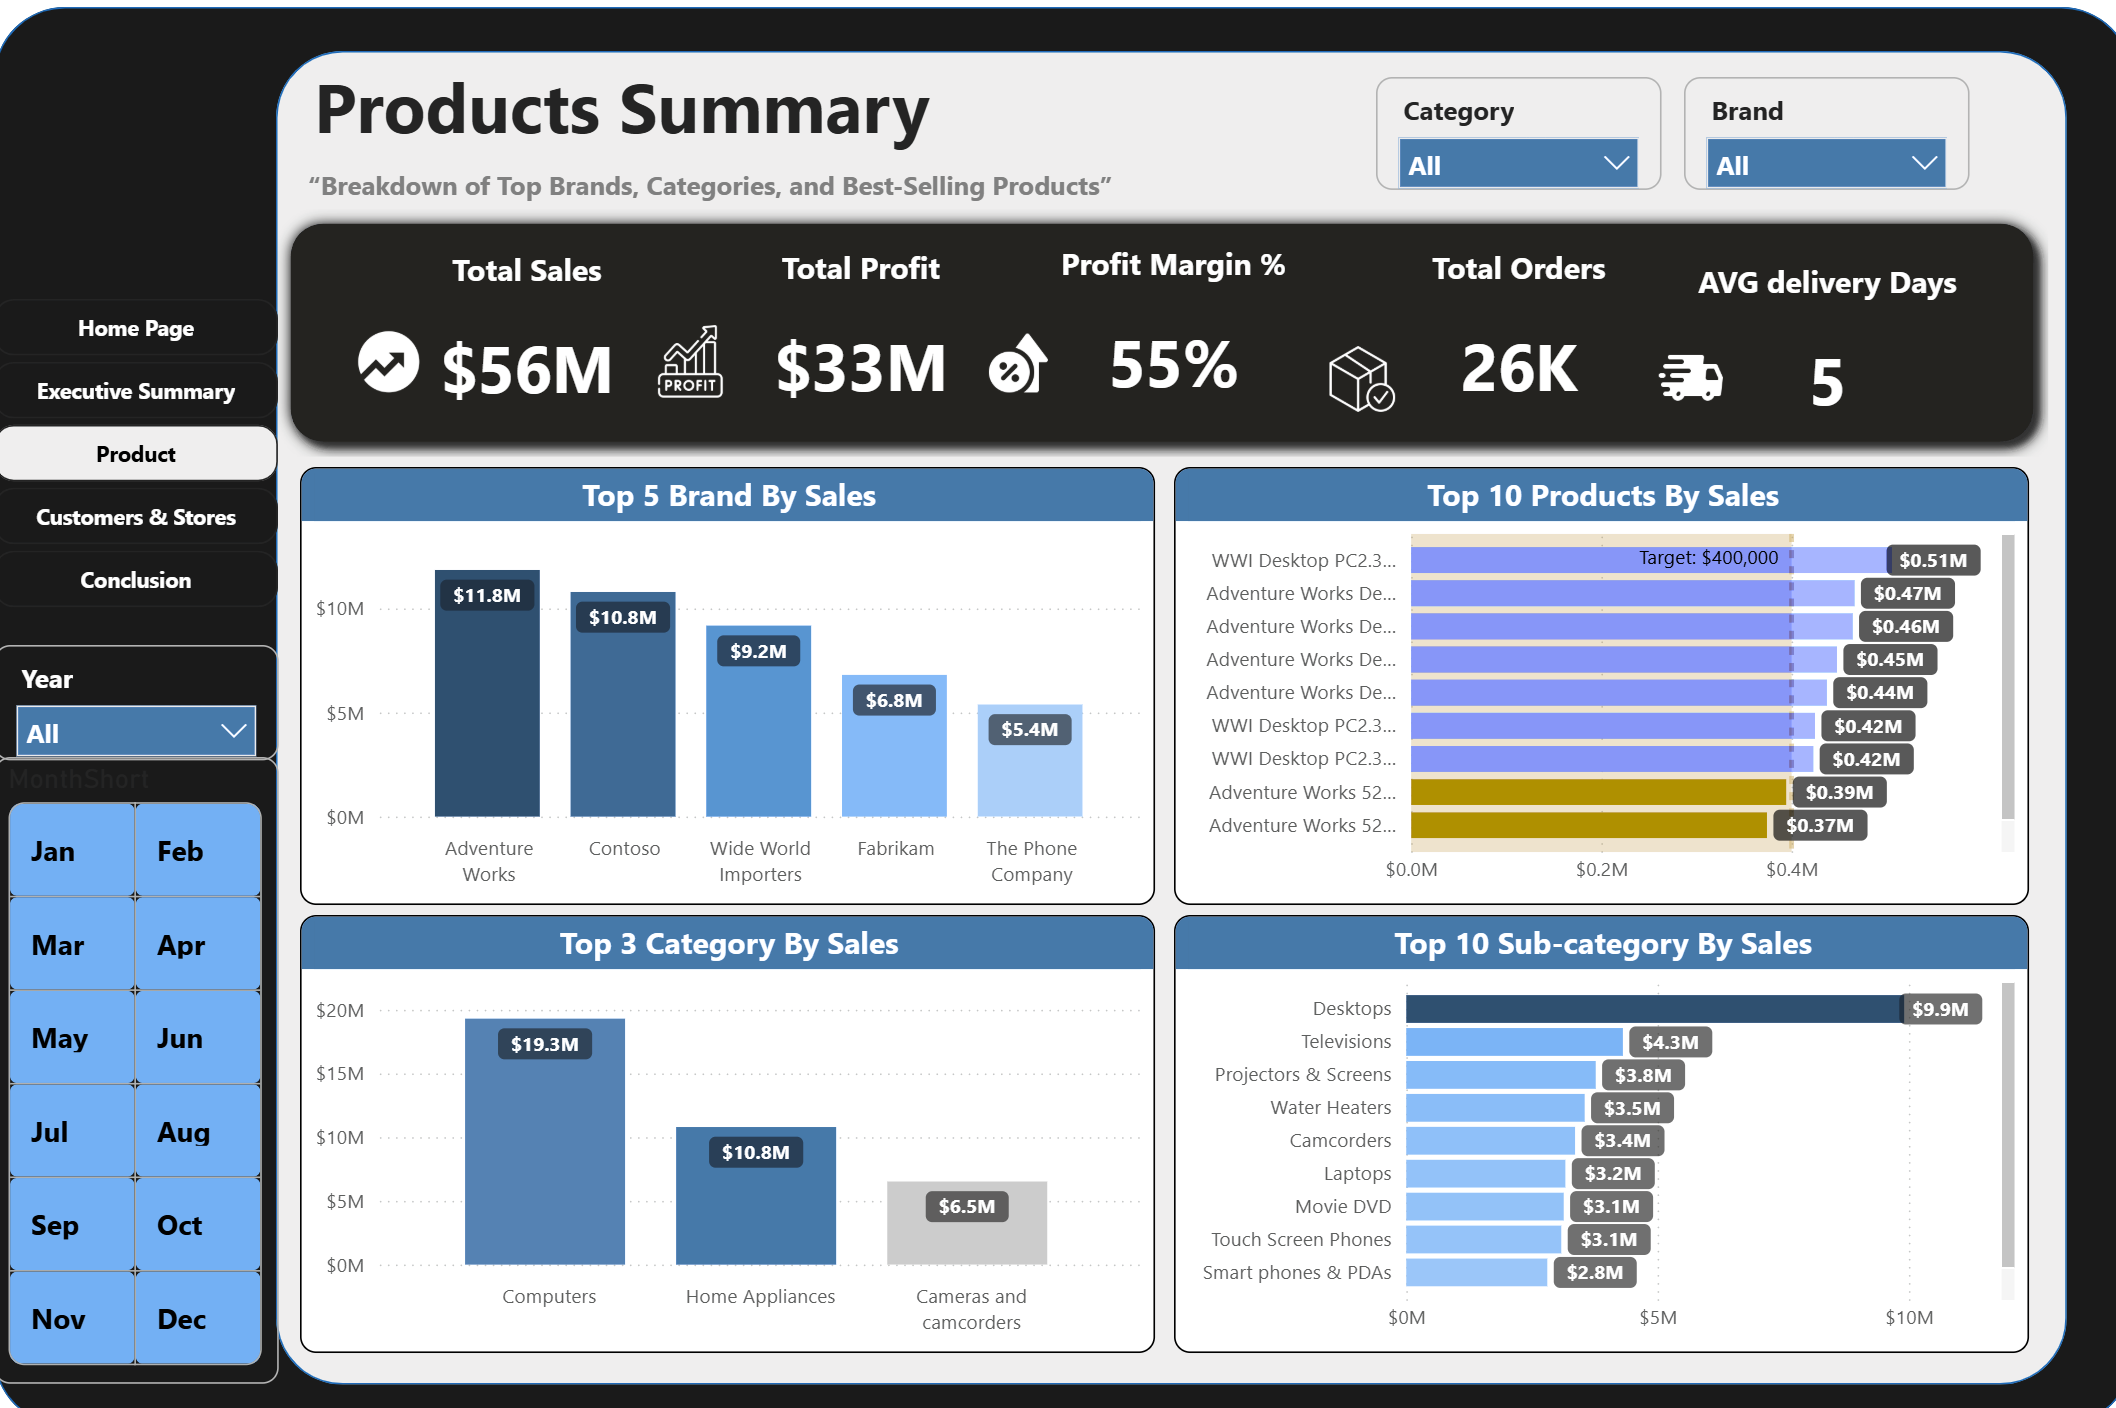 Products Summary
“Breakdown of Top Brands, Categories, and Best-Selling Products”
Category
All
Brand
All
Total Sales
$56M
PROFIT
Total Profit
$33M
Profit Margin %
55%
Total Orders
26K
AVG delivery Days
5
Home Page
Executive Summary
Product
Customers & Stores
Conclusion
Year
All
MonthShort
Jan Feb
Mar Apr
May Jun
Jul Aug
Sep Oct
Nov Dec
Top 5 Brand By Sales
$10M
$5M
$0M
$11.8M
$10.8M
$9.2M
$6.8M
$5.4M
Adventure
Works
Contoso
Wide World
Importers
Fabrikam
The Phone
Company
Top 10 Products By Sales
Target: $400,000
WWI Desktop PC2.3... $0.51M
Adventure Works De... $0.47M
Adventure Works De... $0.46M
Adventure Works De... $0.45M
Adventure Works De... $0.44M
WWI Desktop PC2.3... $0.42M
WWI Desktop PC2.3... $0.42M
Adventure Works 52... $0.39M
Adventure Works 52... $0.37M
$0.0M $0.2M $0.4M
Top 3 Category By Sales
$20M
$15M
$10M
$5M
$0M
$19.3M
$10.8M
$6.5M
Computers
Home Appliances
Cameras and
camcorders
Top 10 Sub-category By Sales
Desktops $9.9M
Televisions $4.3M
Projectors & Screens $3.8M
Water Heaters $3.5M
Camcorders $3.4M
Laptops $3.2M
Movie DVD $3.1M
Touch Screen Phones $3.1M
Smart phones & PDAs $2.8M
$0M $5M $10M